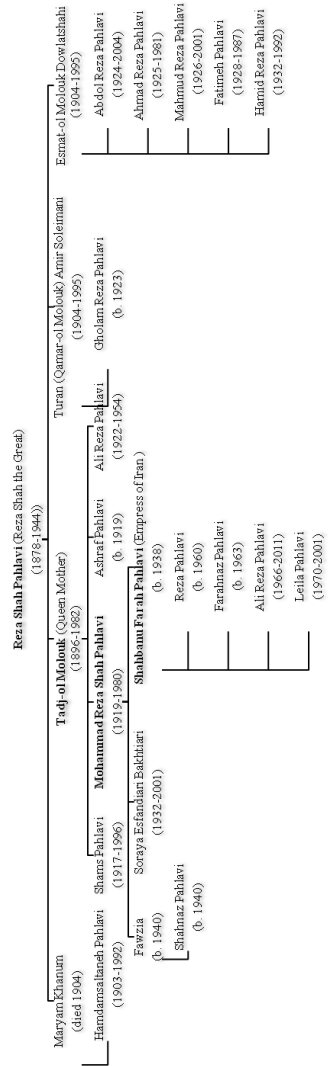 Reza Shah Pahlavi (Reza Shah the Great)
(1878-1944))
Maryam Khanum
(died 1904)
Tadj-ol Molouk (Queen Mother)
(1896-1982)
Turan (Qamar-ol Molouk) Amir Soleimani
(1904-1995)
Esmat-ol Molouk Dowlatshahi
(1904-1995)
Hamdamsaltaneh Pahlavi
(1903-1992)
Shams Pahlavi
(1917-1996)
Mohammad Reza Shah Pahlavi
(1919-1980)
Ashraf Pahlavi
(b. 1919)
Ali Reza Pahlavi
(1922-1954)
Gholam Reza Pahlavi
(b. 1923)
Abdol Reza Pahlavi
(1924-2004)
Ahmad Reza Pahlavi
(1925-1981)
Mahmud Reza Pahlavi
(1926-2001)
Fatimeh Pahlavi
(1928-1987)
Hamid Reza Pahlavi
(1932-1992)
Fawzia
(b. 1940)
Soraya Esfandiari Bakhtiari
(1932-2001)
Shahbanu Farah Pahlavi (Empress of Iran )
(b. 1938)
Shahnaz Pahlavi
(b. 1940)
Reza Pahlavi
(b. 1960)
Farahnaz Pahlavi
(b. 1963)
Ali Reza Pahlavi
(1966-2011)
Leila Pahlavi
(1970-2001)